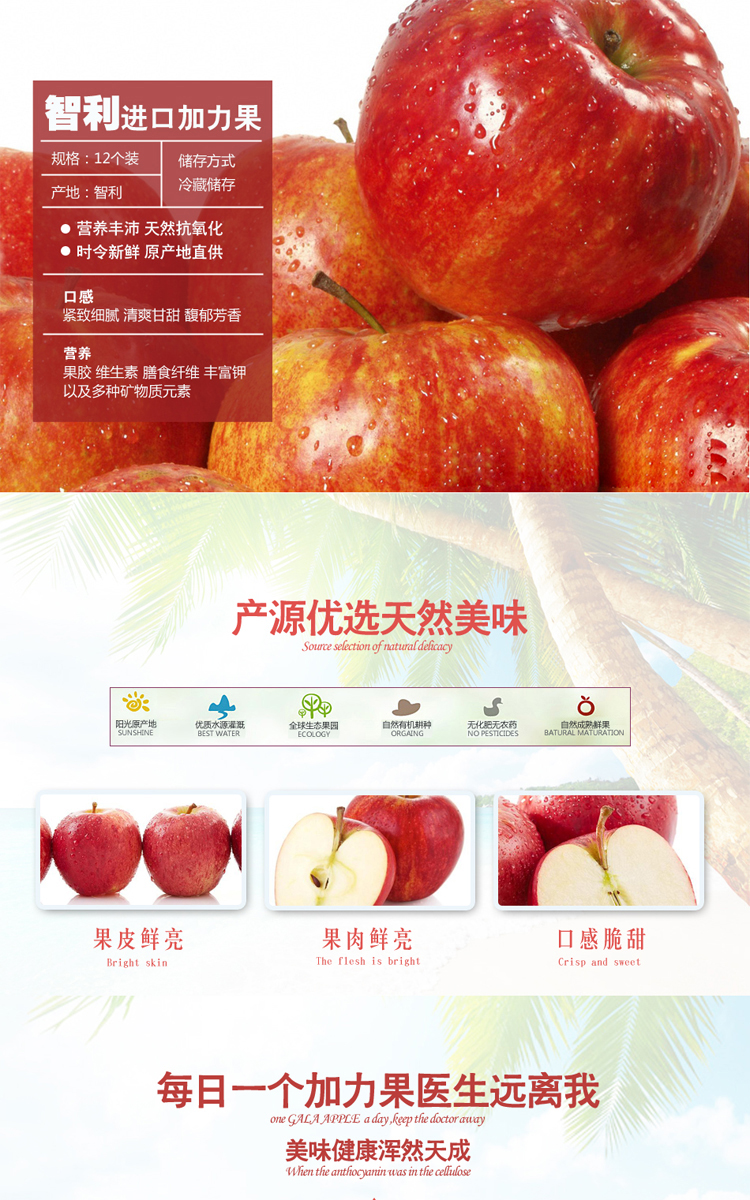 智利进口加力果
规格：12个装
产地：智利
储存方式
冷藏储存
● 营养丰沛 天然抗氧化
● 时令新鲜 原产地直供
口感
紧致细腻 清爽甘甜 馥郁芳香
营养
果胶 维生素 膳食纤维 丰富钾
以及多种矿物质元素
产源优选天然美味
Source selection of natural delicacy
阳光原产地
SUNSHINE
优质水源灌溉
BEST WATER
全球生态果园
ECOLOGY
自然有机耕种
ORGAING
无化肥无农药
NO PESTICIDES
自然成熟鲜果
BATURAL MATURATION
果皮鲜亮
Bright skin
果肉鲜亮
The flesh is bright
口感脆甜
Crisp and sweet
每日一个加力果医生远离我
one GALA APPLE a day ,keep the doctor away
美味健康浑然天成
When the anthocyanin was in the cellulose